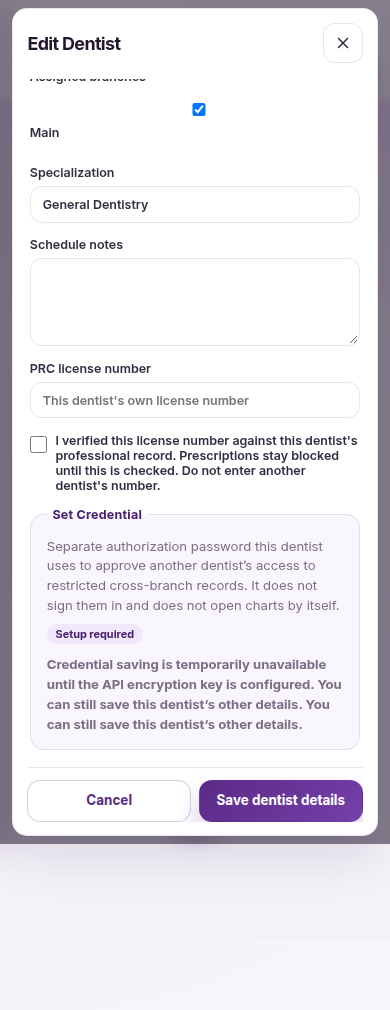 Edit Dentist
Assigned branches
Main
Specialization
General Dentistry
Schedule notes
PRC license number
This dentist's own license number
I verified this license number against this dentist's
professional record. Prescriptions stay blocked
until this is checked. Do not enter another
dentist's number.
Set Credential
Separate authorization password this dentist
uses to approve another dentist’s access to
restricted cross-branch records. It does not
sign them in and does not open charts by itself.
Setup required
Credential saving is temporarily unavailable
until the API encryption key is configured. You
can still save this dentist’s other details. You
can still save this dentist’s other details.
Cancel
Save dentist details